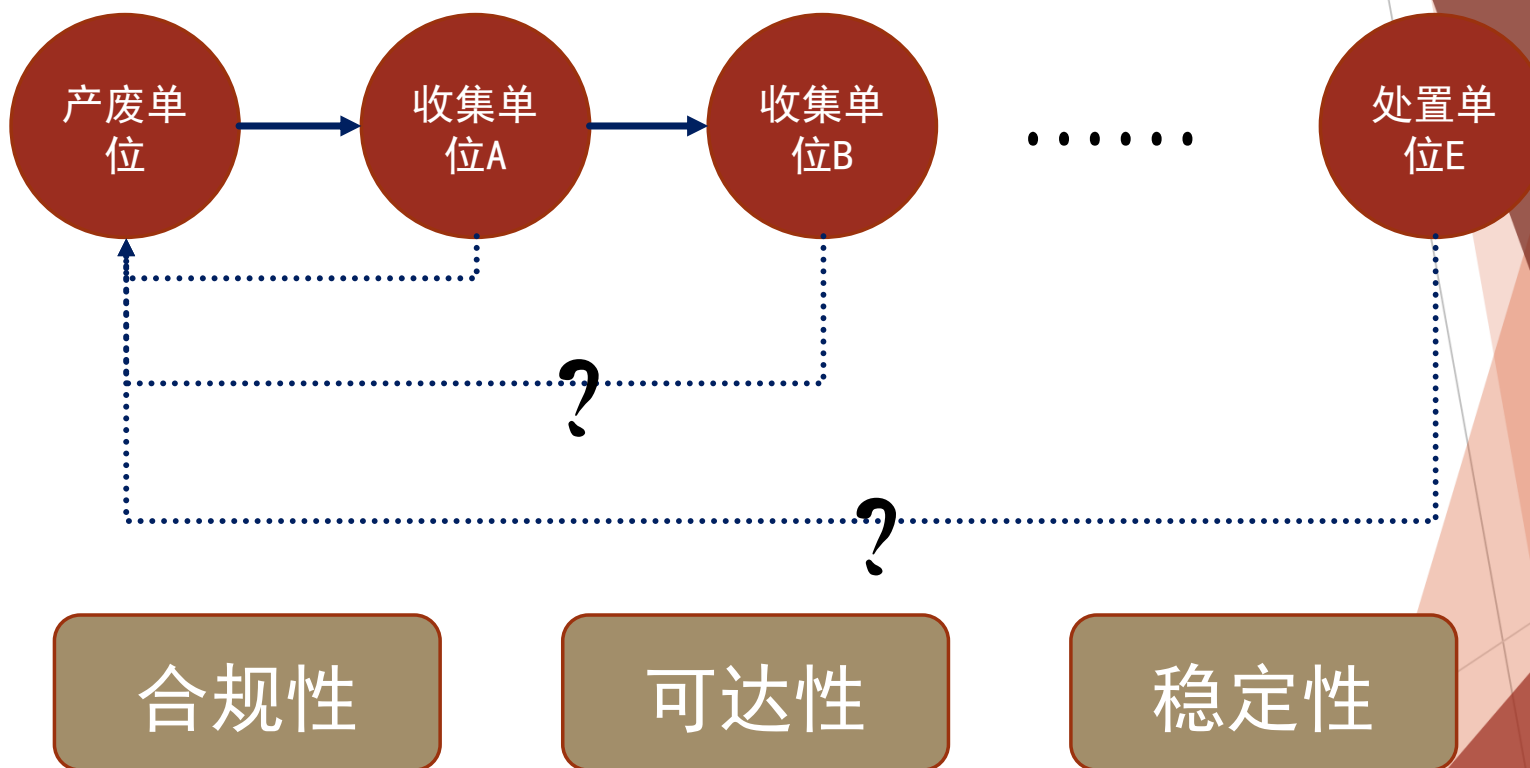 产废单
位
收集单
位A
收集单
位B
......
处置单
位E
?
?
合规性
可达性
稳定性